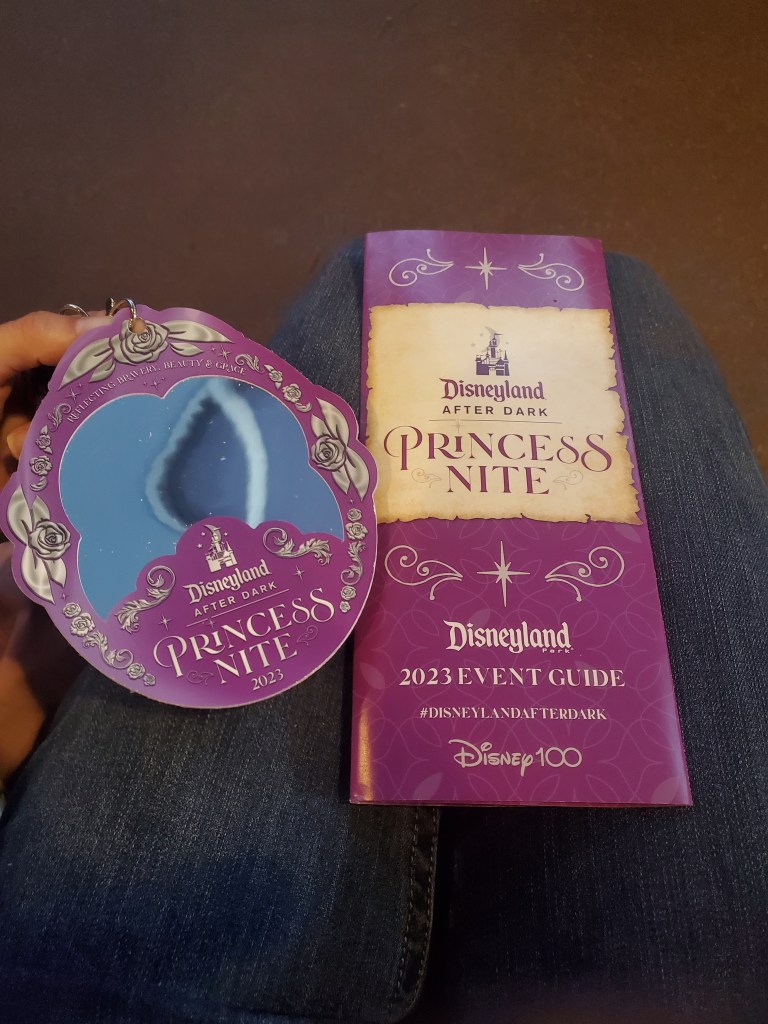 REFLECTING BRAVERY, BEAUTY & GRACE
Disneyland
AFTER DARK
PRINCESS
NITE
2023
Disneyland
AFTER DARK
PRINCESS
NITE
Disneyland
Park
2023 EVENT GUIDE
#DISNEYLANDAFTERDARK
Disney100